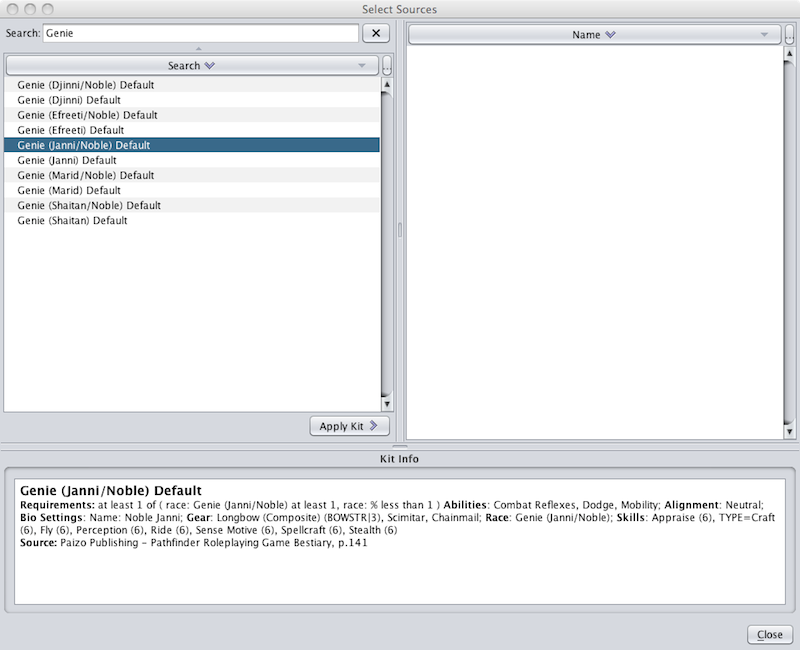 Select Sources
Search: Genie
Search
...
Name
...
Genie (Djinni/Noble) Default
Genie (Djinni) Default
Genie (Efreeti/Noble) Default
Genie (Efreeti) Default
Genie (Janni/Noble) Default
Genie (Janni) Default
Genie (Marid/Noble) Default
Genie (Marid) Default
Genie (Shaitan/Noble) Default
Genie (Shaitan) Default
Apply Kit
Kit Info
Genie (Janni/Noble) Default
Requirements: at least 1 of ( race: Genie (Janni/Noble) at least 1, race: % less than 1 ) Abilities: Combat Reflexes, Dodge, Mobility; Alignment: Neutral;
Bio Settings: Name: Noble Janni; Gear: Longbow (Composite) (BOWSTR|3), Scimitar, Chainmail; Race: Genie (Janni/Noble); Skills: Appraise (6), TYPE=Craft
(6), Fly (6), Perception (6), Ride (6), Sense Motive (6), Spellcraft (6), Stealth (6)
Source: Paizo Publishing - Pathfinder Roleplaying Game Bestiary, p.141
Close